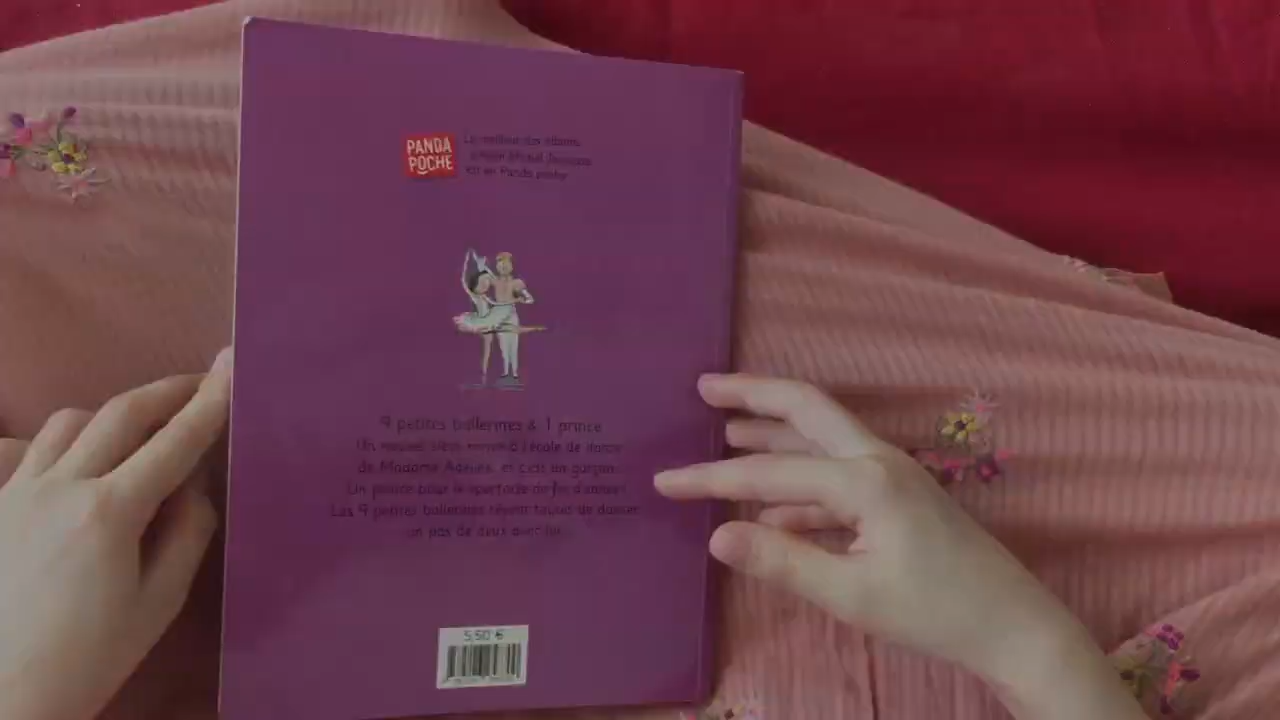 PANDA
POCHE
Le meilleur des albums
Michel
est en Panda poche
9 petites ballerines & 1 prince
Un nouvel élève arrive à l'école de danse
de Madame et c'est un garçon.
Un prince pour le spectacle de fin d'année !
Les 9 petites ballerines rêvent toutes de danser
un pas de deux avec lui...
5,50 €